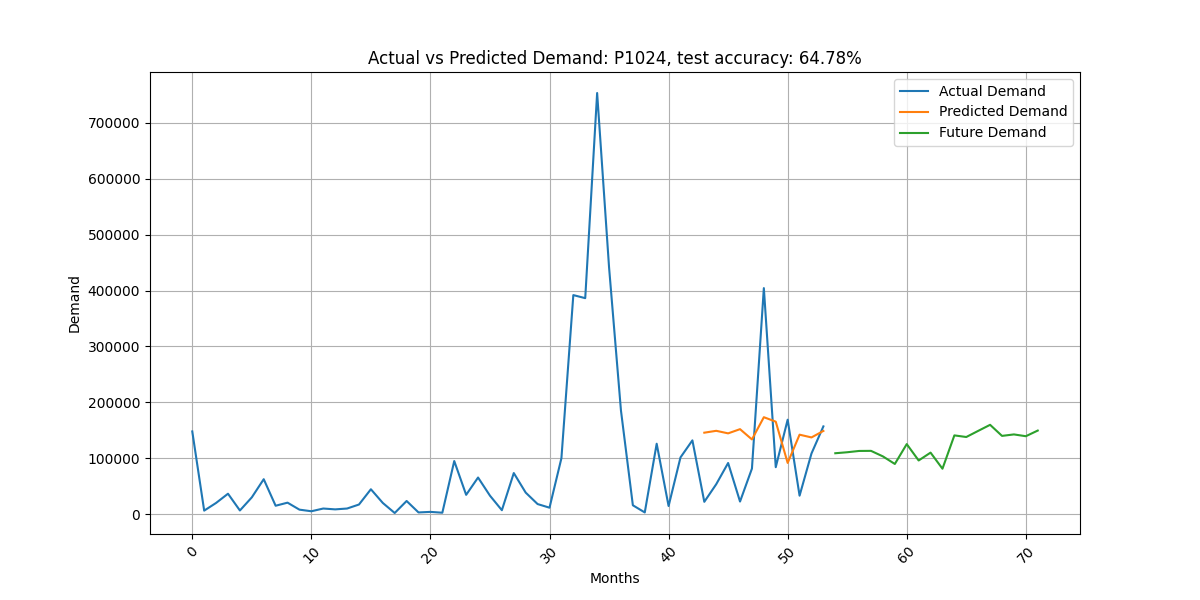 Actual vs Predicted Demand: P1024, test accuracy: 64.78%
Actual Demand
Predicted Demand
Future Demand
700000
600000
500000
400000
300000
200000
100000
0
Demand
0
10
20
30
40
50
60
70
Months